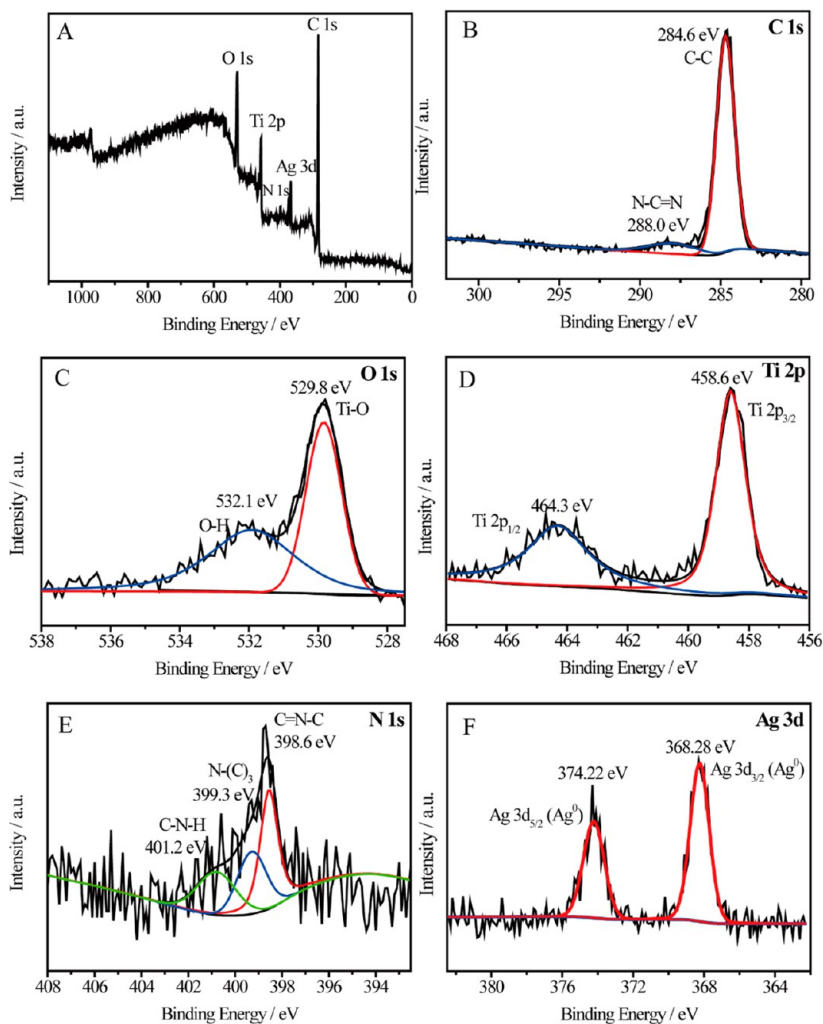 A
C 1s
O 1s
Ti 2p
Ag 3d
N 1s
Intensity / a.u.
1000 800 600 400 200 0
Binding Energy / eV
B
C 1s
284.6 eV
C-C
N-C=N
288.0 eV
Intensity / a.u.
300 295 290 285 280
Binding Energy / eV
C
O 1s
529.8 eV
Ti-O
532.1 eV
O-H
Intensity / a.u.
538 536 534 532 530 528
Binding Energy / eV
D
Ti 2p
458.6 eV
Ti 2p3/2
Ti 2p1/2
464.3 eV
Intensity / a.u.
468 466 464 462 460 458 456
Binding Energy / eV
E
N 1s
C=N-C
398.6 eV
N-(C)3
399.3 eV
C-N-H
401.2 eV
Intensity / a.u.
408 406 404 402 400 398 396 394
Binding Energy / eV
F
Ag 3d
368.28 eV
Ag 3d3/2 (Ag0)
374.22 eV
Ag 3d5/2 (Ag0)
Intensity / a.u.
380 376 372 368 364
Binding Energy / eV